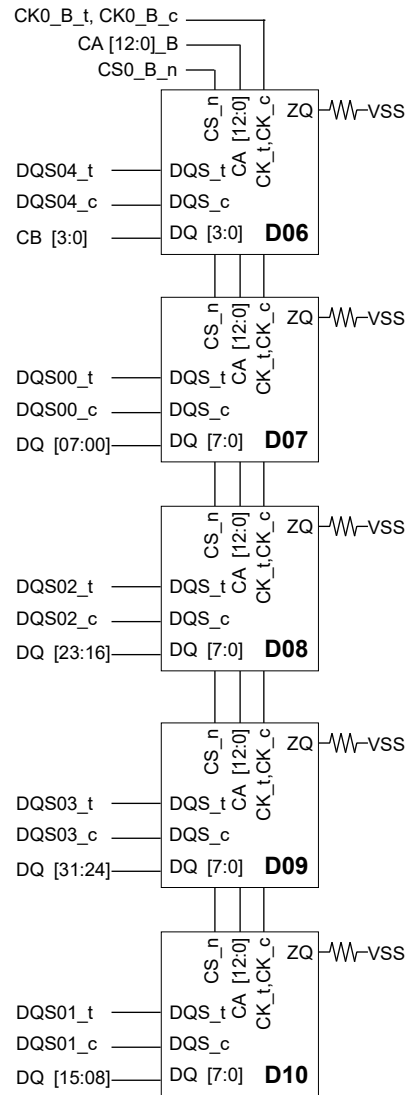 CK0_B_t, CK0_B_c
CA [12:0]_B
CS0_B_n
CS_n
CA [12:0]
CK_t,CK_c
ZQ
VSS
DQS04_t
DQS_t
DQS04_c
DQS_c
CB [3:0]
DQ [3:0]
D06
CS_n
CA [12:0]
CK_t,CK_c
ZQ
VSS
DQS00_t
DQS_t
DQS00_c
DQS_c
DQ [07:00]
DQ [7:0]
D07
CS_n
CA [12:0]
CK_t,CK_c
ZQ
VSS
DQS02_t
DQS_t
DQS02_c
DQS_c
DQ [23:16]
DQ [7:0]
D08
CS_n
CA [12:0]
CK_t,CK_c
ZQ
VSS
DQS03_t
DQS_t
DQS03_c
DQS_c
DQ [31:24]
DQ [7:0]
D09
CS_n
CA [12:0]
CK_t,CK_c
ZQ
VSS
DQS01_t
DQS_t
DQS01_c
DQS_c
DQ [15:08]
DQ [7:0]
D10